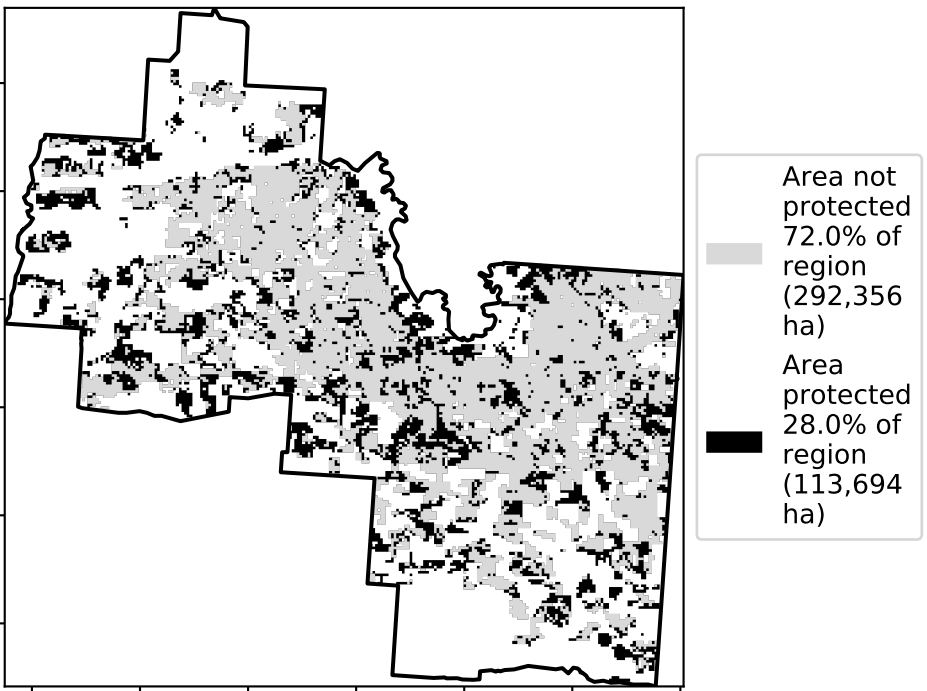 Area not
protected
72.0% of
region
(292,356
ha)
Area
protected
28.0% of
region
(113,694
ha)